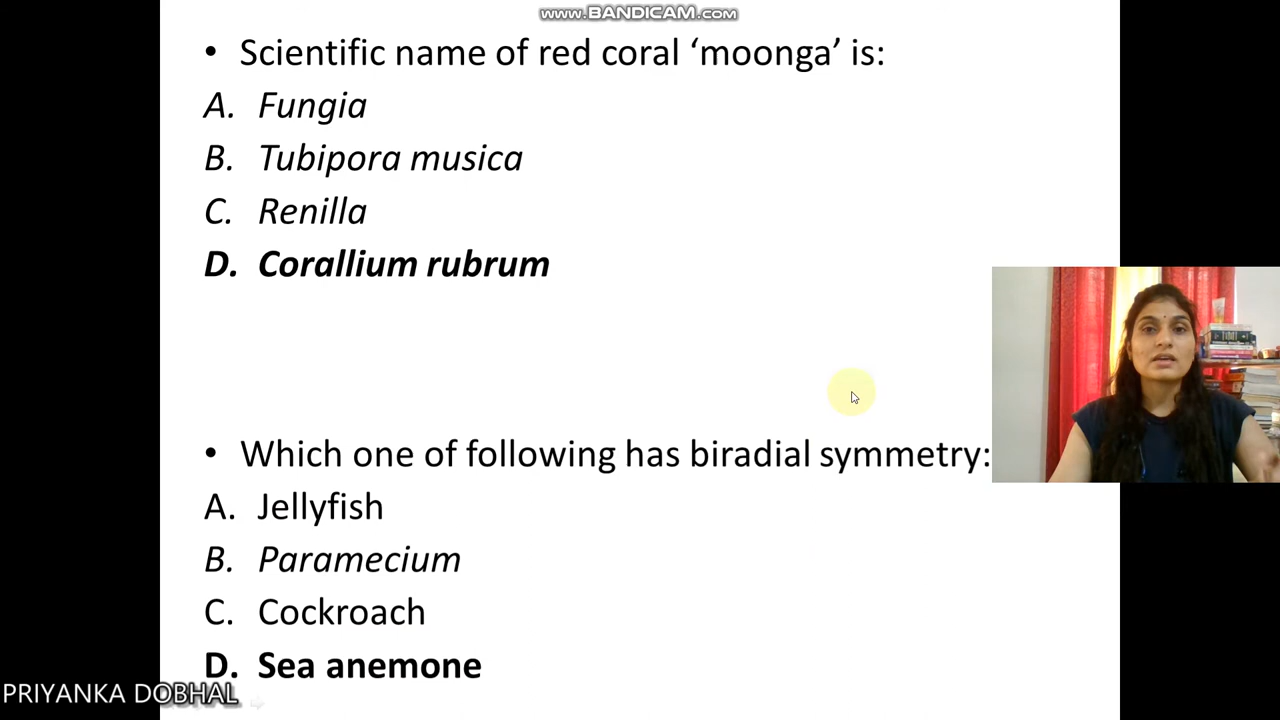 www.BANDICAM.com
• Scientific name of red coral ‘moonga’ is:
A. Fungia
B. Tubipora musica
C. Renilla
D. Corallium rubrum
• Which one of following has biradial symmetry:
A. Jellyfish
B. Paramecium
C. Cockroach
D. Sea anemone
PRIYANKA DOBHAL